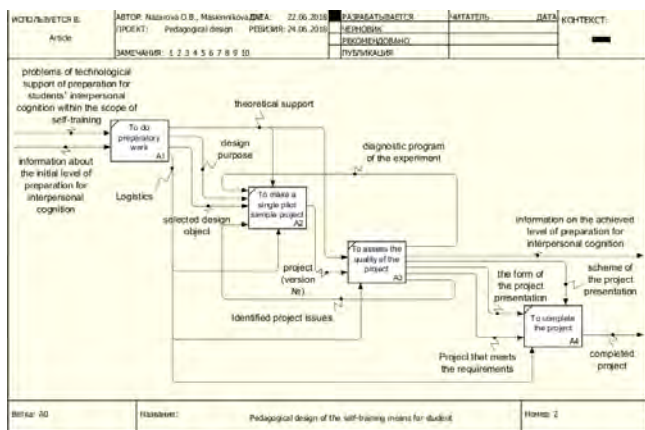 ИСПОЛЬЗУЕТСЯ В:
Article
АВТОР: Nazarova O.B., Maslennikova
ДАТА: 22.06.2018
ПРОЕКТ: Pedagogical design
РЕВИЗИЯ: 24.06.2018
ЗАМЕЧАНИЯ: 1 2 3 4 5 6 7 8 9 10
РАЗРАБАТЫВАЕТСЯ
ЧЕРНОВИК
РЕКОМЕНДОВАНО
ПУБЛИКАЦИЯ
ЧИТАТЕЛЬ
ДАТА
КОНТЕКСТ:
problems of technological
support of preparation for
students' interpersonal
cognition within the scope of
self-training
information about
the initial level of
preparation for
interpersonal
cognition
To do
preparatory
work
A1
Logistics
theoretical support
design
purpose
selected design
object
diagnostic program
of the experiment
To make a
single pilot
sample project
A2
project
(version
№)
Identified project issues
To assess the
quality of the
project
A3
information on the achieved
level of preparation for
interpersonal cognition
the form of
the project
presentation
scheme of
the project
presentation
To complete
the project
A4
Project that meets
the requirements
completed
project
Ветка: A0
Название:
Pedagogical design of the self-training means for student
Номер: 2